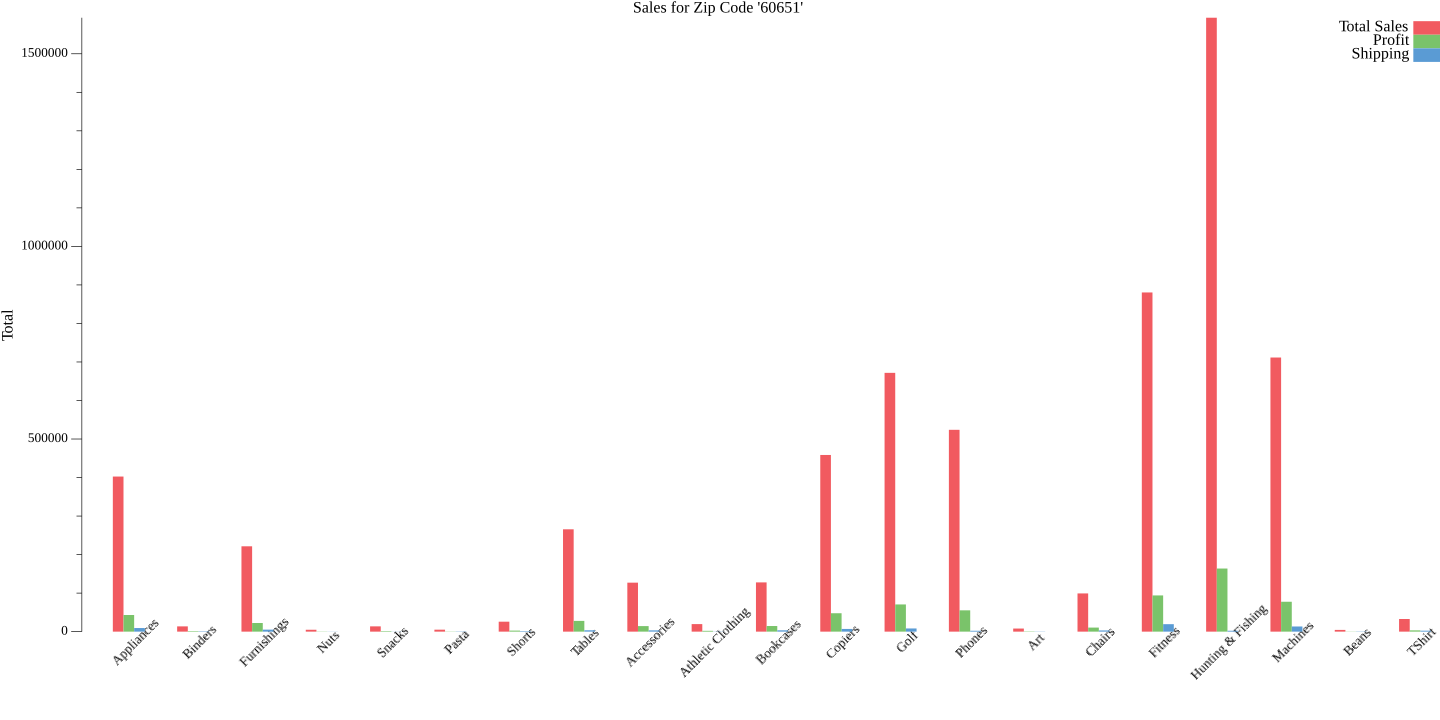 Sales for Zip Code '60651'
Total Sales
Profit
Shipping
1500000
1000000
500000
0
Total
Appliances
Binders
Furnishings
Nuts
Snacks
Pasta
Shorts
Tables
Accessories
Athletic Clothing
Bookcases
Copiers
Golf
Phones
Art
Chairs
Fitness
Hunting & Fishing
Machines
Beans
TShirt